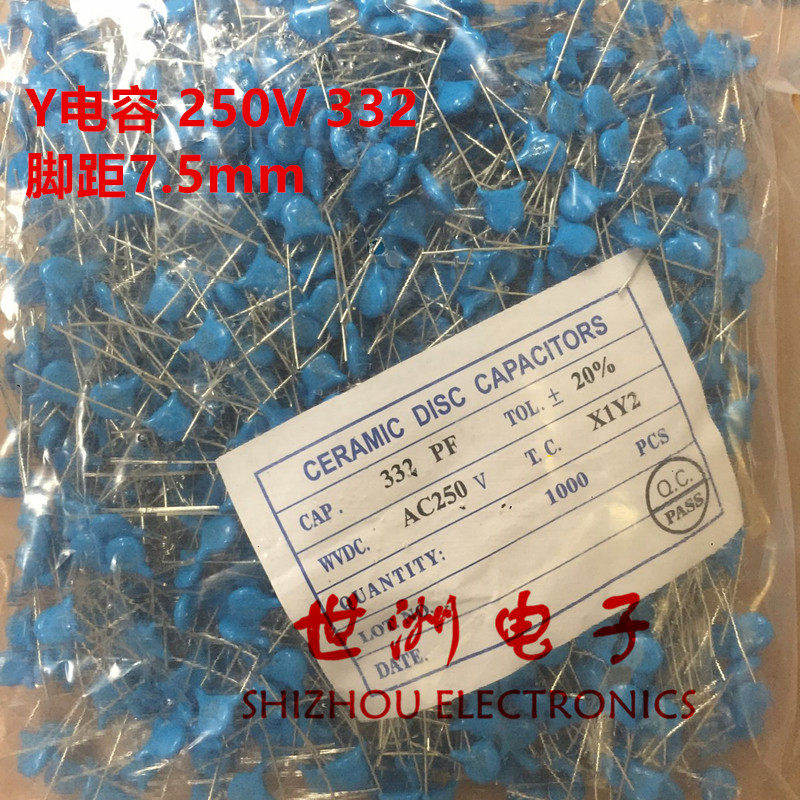 Y电容 250V 332
脚距7.5mm
CERAMIC DISC CAPACITORS
CAP. 332 PF TOL. ± 20%
WVDC. AC250 V T.C. X1Y2
QUANTITY: 1000 PCS
LOT NO.
DATE.
Q.C.
PASS
世洲电子
SHIZHOU ELECTRONICS